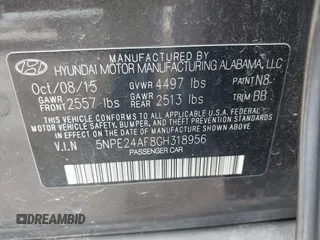 MANUFACTURED BY
HYUNDAI MOTOR MANUFACTURING ALABAMA, LLC
Oct/08/15 GVWR 4497 lbs PAINT N8
GAWR FRONT 2557 lbs GAWR REAR 2513 lbs TRIM BB
THIS VEHICLE CONFORMS TO ALL APPLICABLE U.S. FEDERAL MOTOR VEHICLE SAFETY, BUMPER, AND THEFT PREVENTION STANDARDS IN EFFECT ON THE DATE OF MANUFACTURE SHOWN ABOVE.
V.I.N 5NPE24AF8GH318956
PASSENGER CAR
DREAMBID